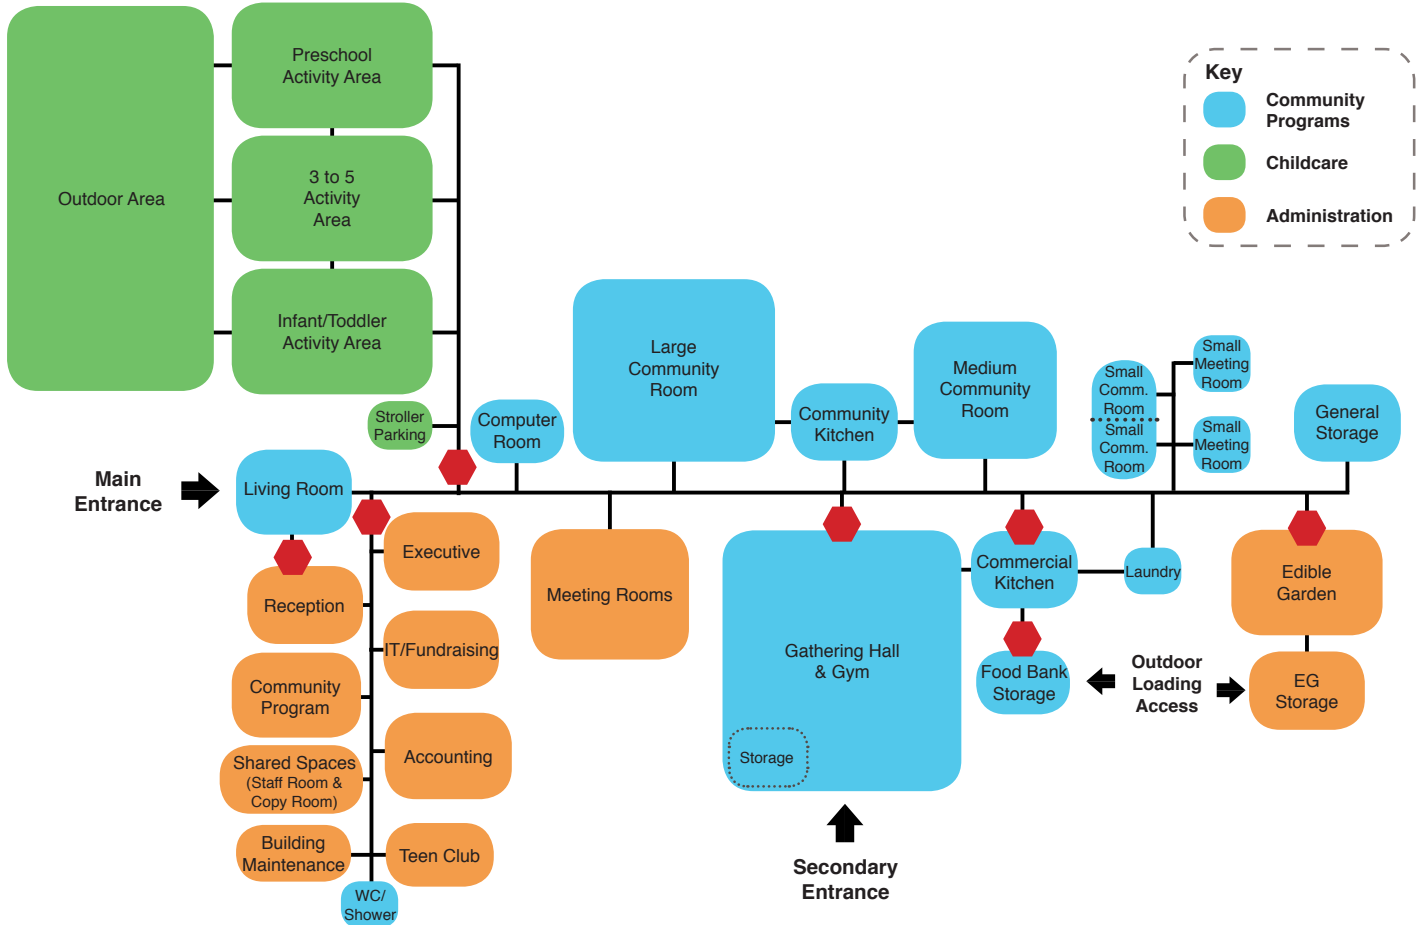 Preschool
Activity Area
Outdoor Area
3 to 5
Activity
Area
Infant/Toddler
Activity Area
Stroller
Parking
Key
Community
Programs
Childcare
Administration
Main
Entrance
Living Room
Computer
Room
Large
Community
Room
Community
Kitchen
Medium
Community
Room
Small
Comm.
Room
Small
Comm.
Room
Small
Meeting
Room
Small
Meeting
Room
General
Storage
Reception
Executive
IT/Fundraising
Community
Program
Accounting
Shared Spaces
(Staff Room &
Copy Room)
Building
Maintenance
Teen Club
WC/
Shower
Meeting Rooms
Gathering Hall
& Gym
Storage
Commercial
Kitchen
Laundry
Food Bank
Storage
Outdoor
Loading
Access
Edible
Garden
EG
Storage
Secondary
Entrance